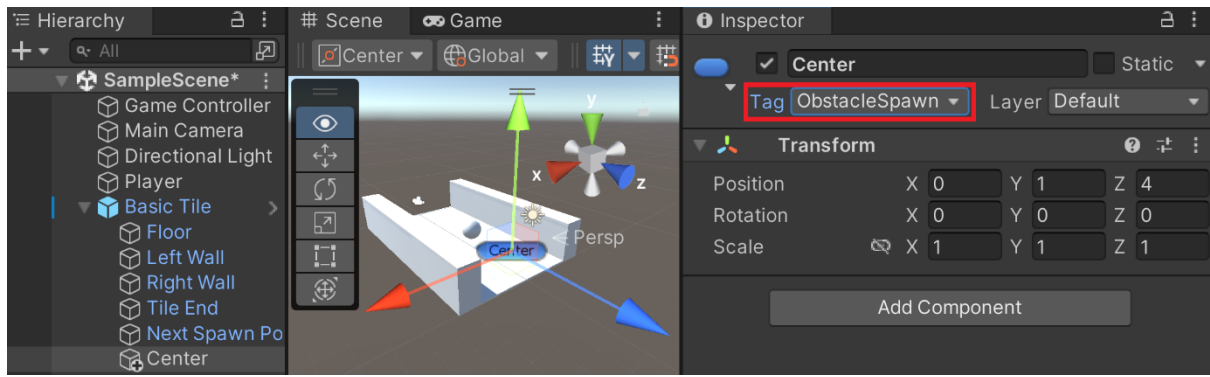 Hierarchy
All
SampleScene*
Game Controller
Main Camera
Directional Light
Player
Basic Tile
Floor
Left Wall
Right Wall
Tile End
Next Spawn Po
Center
Scene Game
Center Global
Y
y
x
z
Persp
Center
Inspector
Center Static
Tag ObstacleSpawn Layer Default
Transform
Position X 0 Y 1 Z 4
Rotation X 0 Y 0 Z 0
Scale X 1 Y 1 Z 1
Add Component